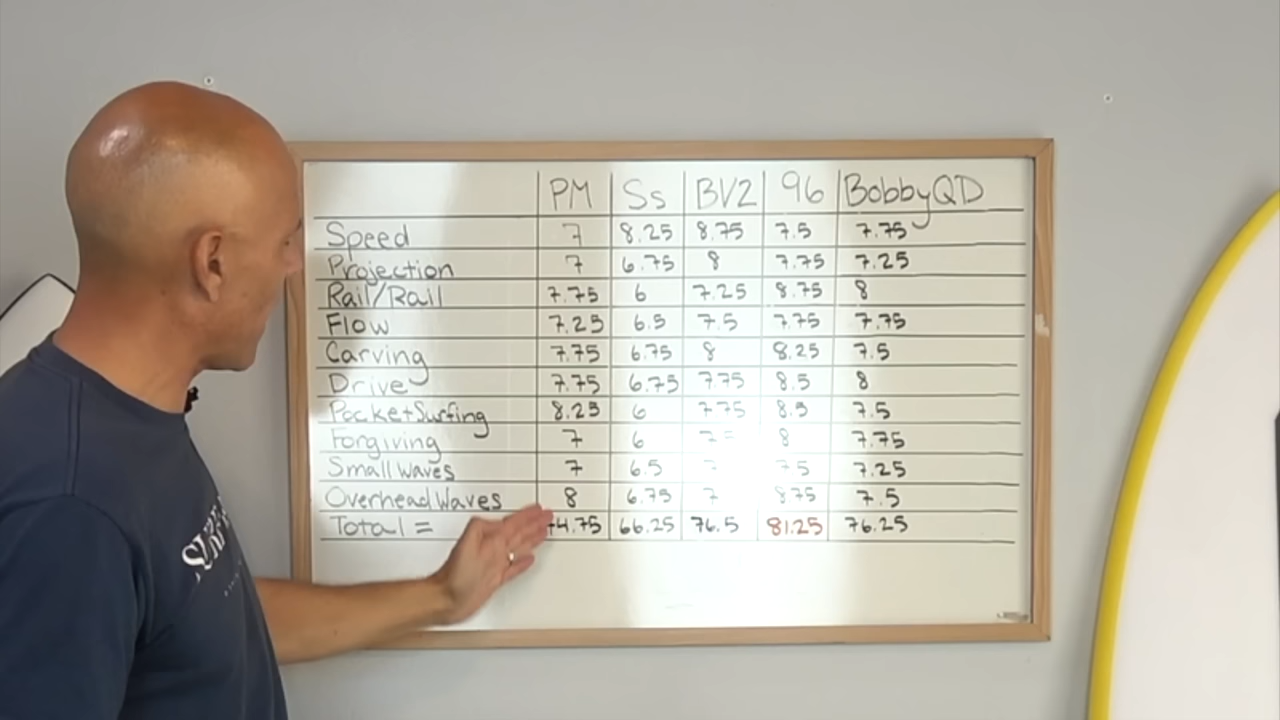 PM Ss BV2 96 BobbyQD
Speed 7 8.25 8.75 7.5 7.75
Projection 7 6.75 8 7.75 7.25
Rail/Rail 7.75 6 7.25 8.75 8
Flow 7.25 6.5 7.5 7.75 7.75
Carving 7.75 6.75 8 8.25 7.5
Drive 7.75 6.75 7.75 8.5 8
Pocket Surfing 8.25 6 7.75 8.5 7.5
Forgiving 7 6 8 7.75
Small Waves 7 6.5 7.5 7.25
Overhead Waves 8 6.75 7 8.75 7.5
Total = 66.25 76.5 81.25 76.25